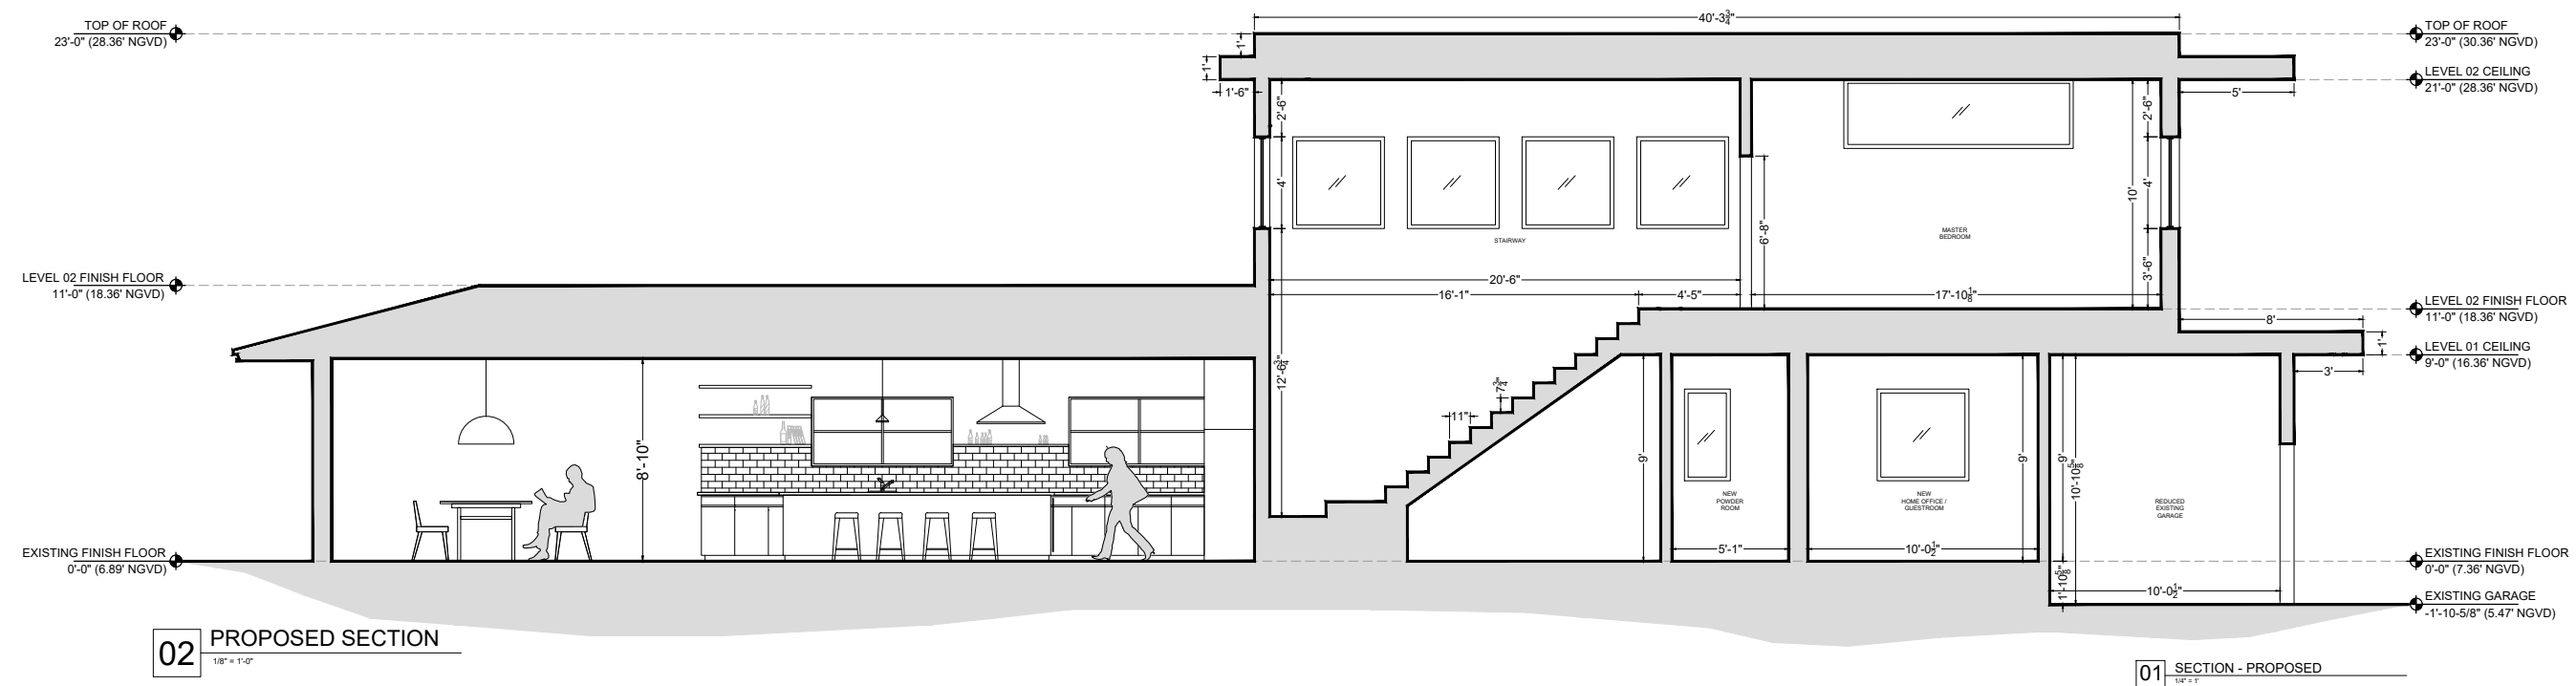 TOP OF ROOF
23'-0" (28.36' NGVD)
LEVEL 02 FINISH FLOOR
11'-0" (18.36' NGVD)
EXISTING FINISH FLOOR
0'-0" (6.89' NGVD)
40'-3¾"
1'
1'
1'-6"
5'
2'-6"
4'
12'-6¾"
STAIRWAY
20'-6"
16'-1"
4'-5"
6'-8"
MASTER
BEDROOM
17'-10⅛"
10'
2'-6"
4'
3'-6"
8'
1'
3'
8'-10"
11"
7¾"
9'
NEW
POWDER
ROOM
5'-1"
NEW
HOME OFFICE /
GUESTROOM
10'-0½"
9'
9'
10'-10⅝"
1'-10⅝"
REDUCED
EXISTING
GARAGE
10'-0½"
TOP OF ROOF
23'-0" (30.36' NGVD)
LEVEL 02 CEILING
21'-0" (28.36' NGVD)
LEVEL 02 FINISH FLOOR
11'-0" (18.36' NGVD)
LEVEL 01 CEILING
9'-0" (16.36' NGVD)
EXISTING FINISH FLOOR
0'-0" (7.36' NGVD)
EXISTING GARAGE
-1'-10-5/8" (5.47' NGVD)
02 PROPOSED SECTION
1/8" = 1'-0"
01 SECTION - PROPOSED
1/4" = 1'